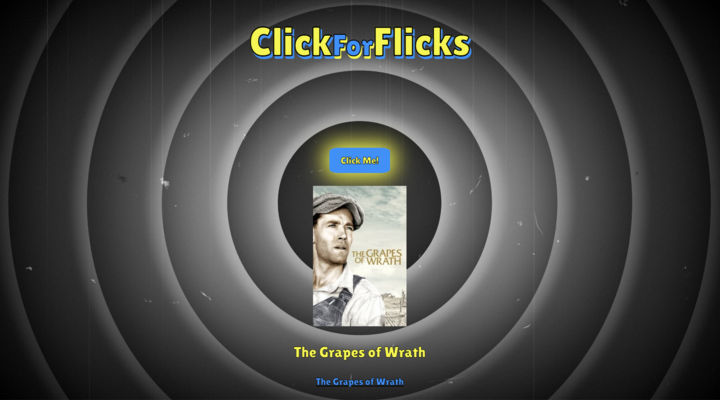 ClickForFlicks
Click Me!
THE GRAPES
OF WRATH
The Grapes of Wrath
The Grapes of Wrath